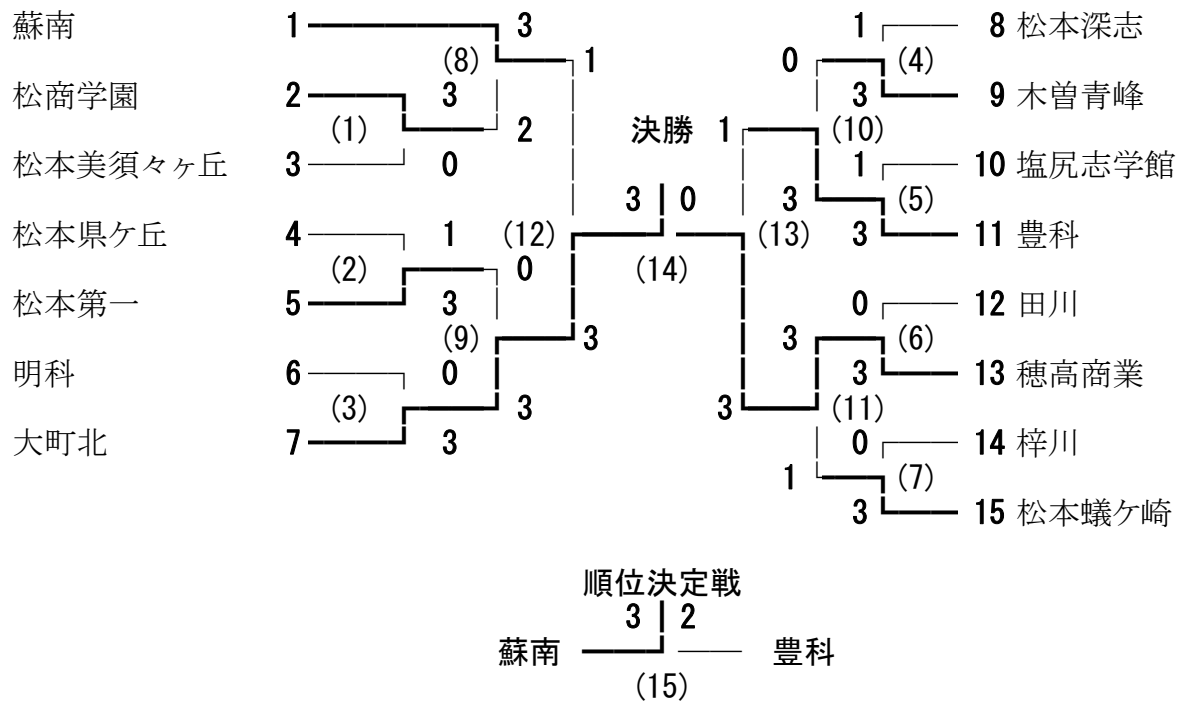 蘇南 1 3 1 8 松本深志
(8) 1 0 (4)
松商学園 2 3 3 9 木曽青峰
(1) 2 決勝 1 (10)
松本美須々ヶ丘 3 0 1 10 塩尻志学館
3 0 3 (5)
松本県ケ丘 4 1 (12) (13) 3 11 豊科
(2) 0 (14)
松本第一 5 3 0 12 田川
(9) 3 3 (6)
明科 6 0 3 13 穂高商業
(3) 3 3 (11)
大町北 7 3 0 14 梓川
1 (7)
3 15 松本蟻ケ崎
順位決定戦
3 2
蘇南 豊科
(15)